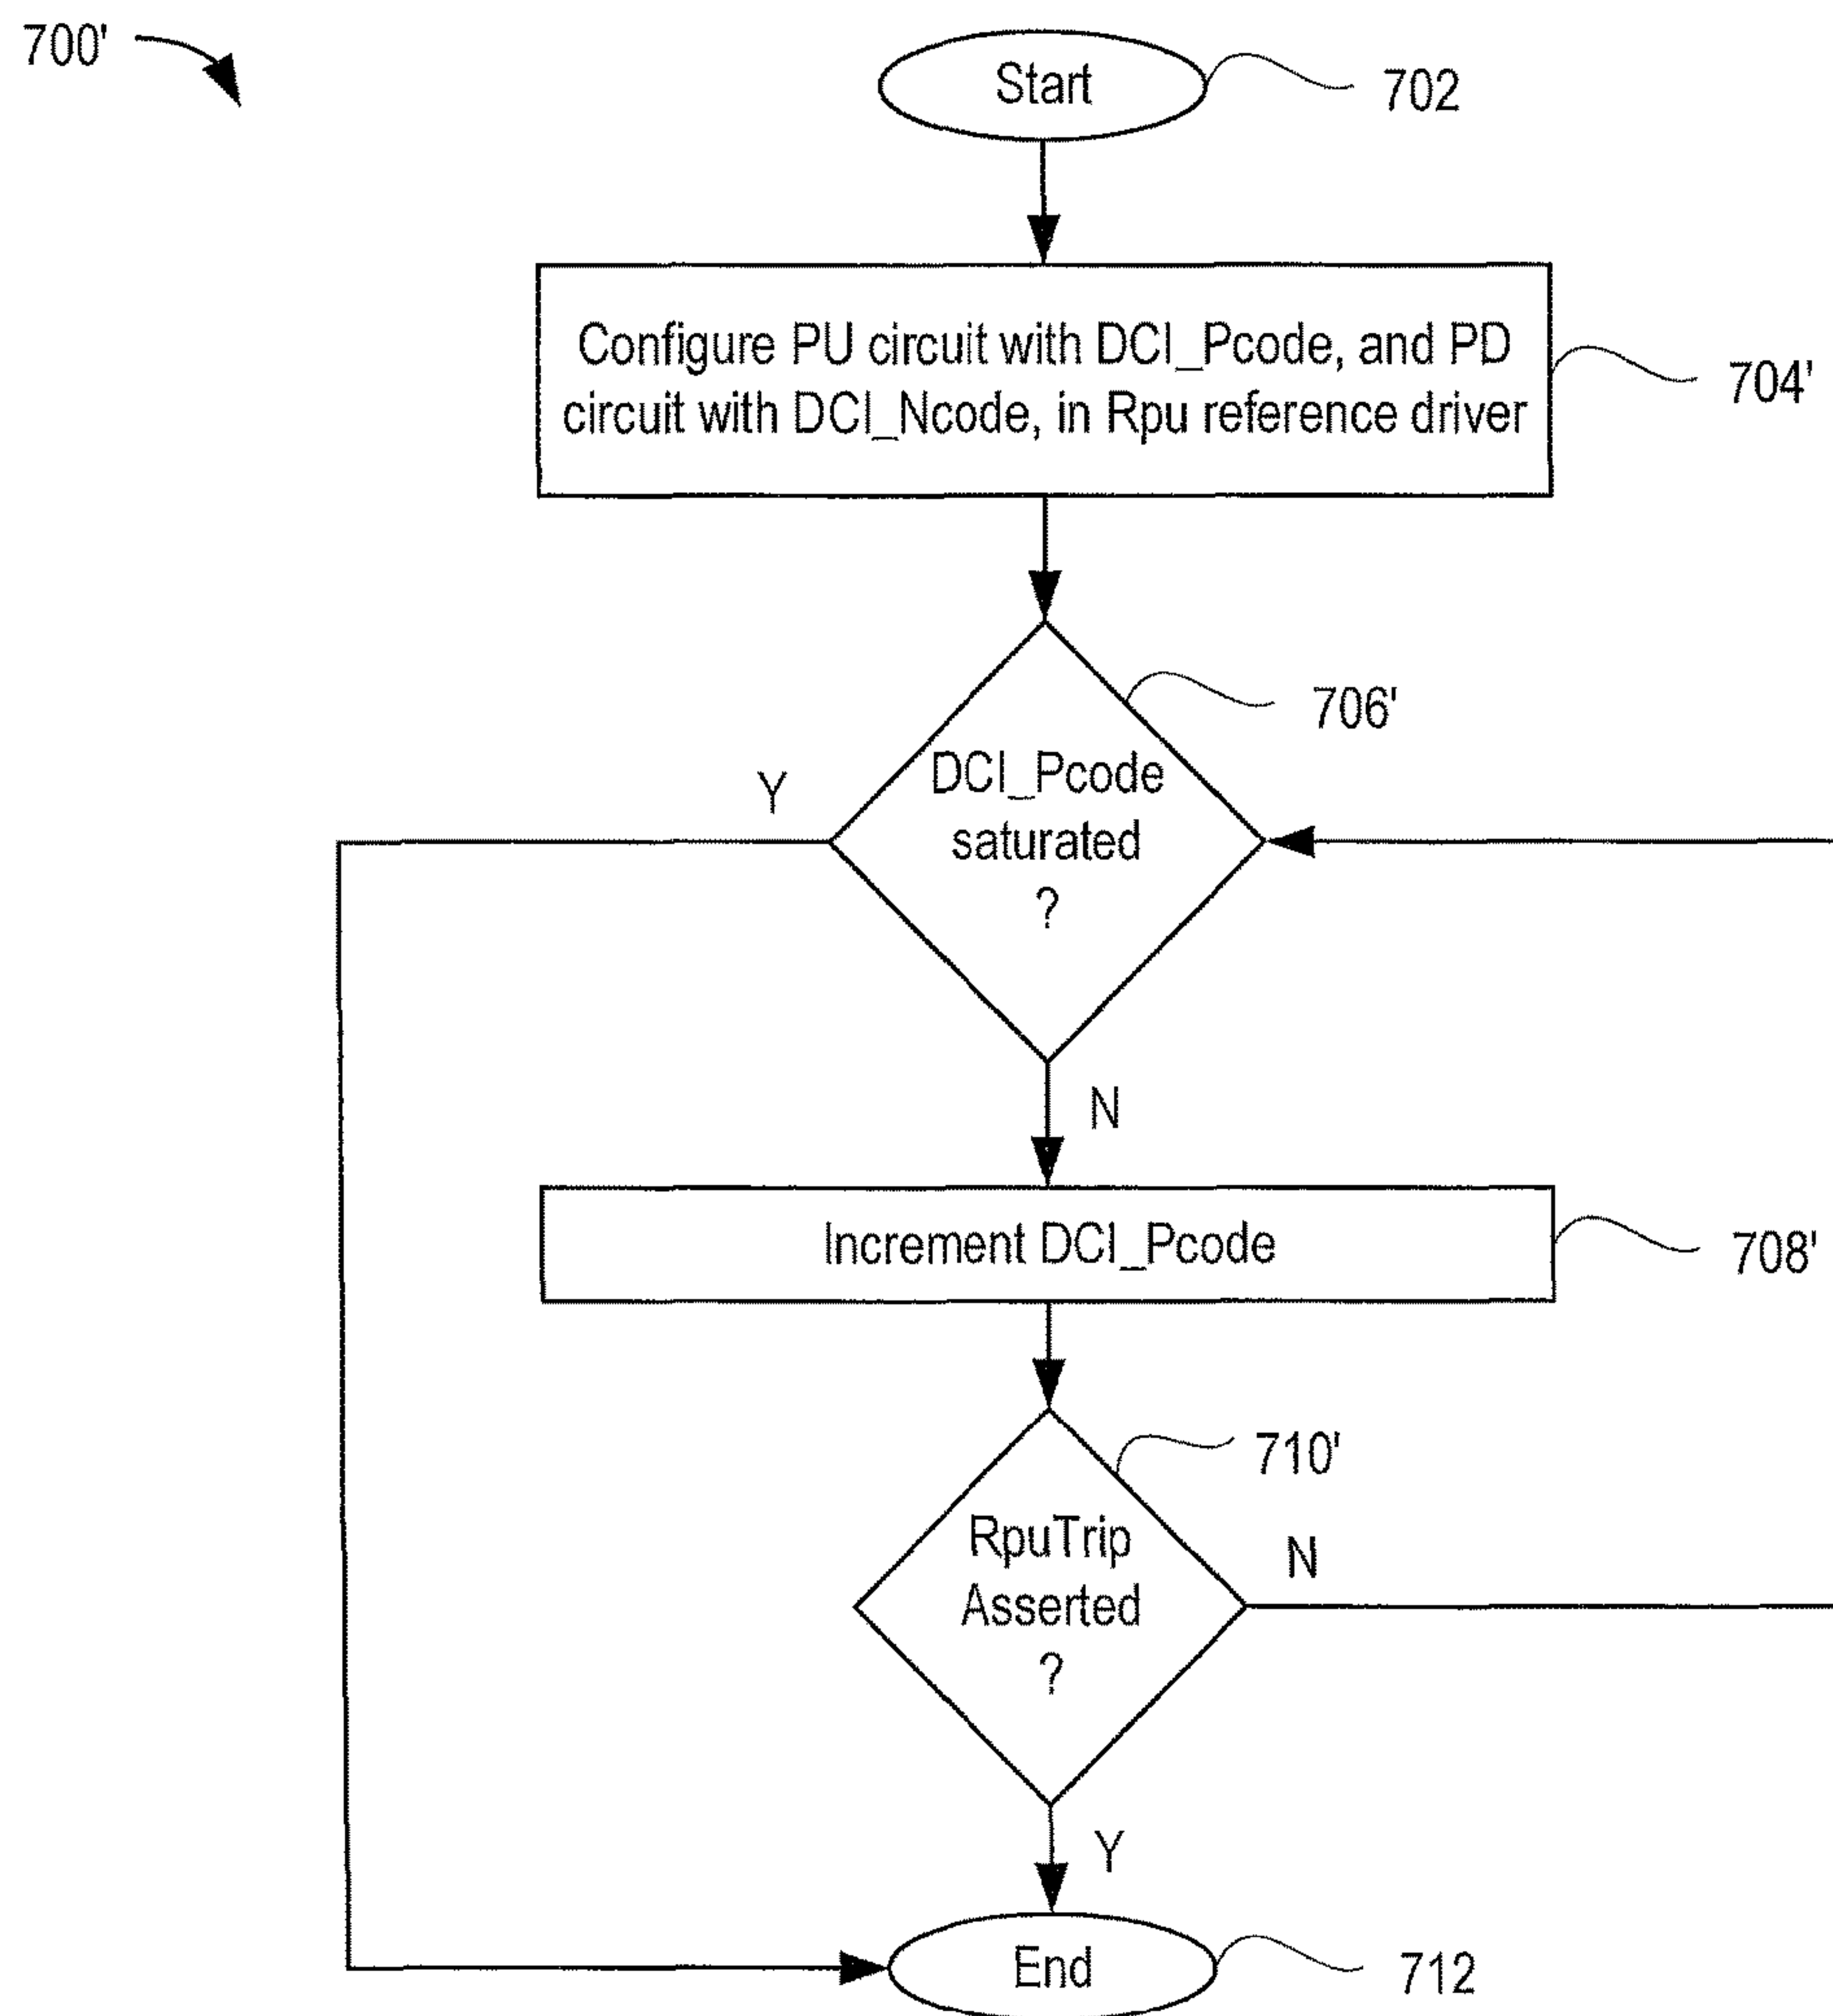 700'
Start
702
Configure PU circuit with DCI_Pcode, and PD
circuit with DCI_Ncode, in Rpu reference driver
704'
706'
DCI_Pcode
saturated
?
Y
N
Increment DCI_Pcode
708'
710'
RpuTrip
Asserted
?
N
Y
End
712